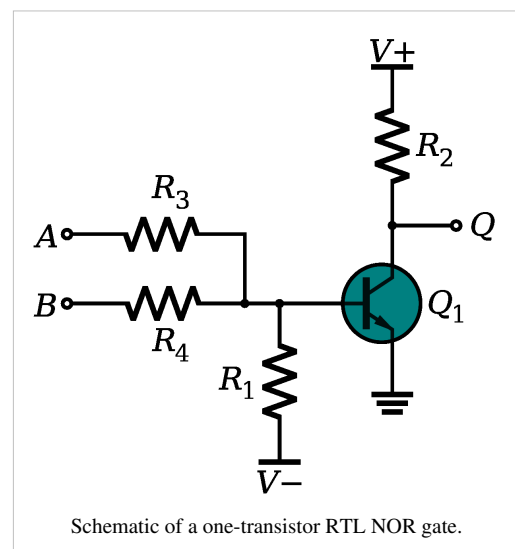 V+
R2
R3
A
Q
B
Q1
R4
R1
V−
Schematic of a one-transistor RTL NOR gate.